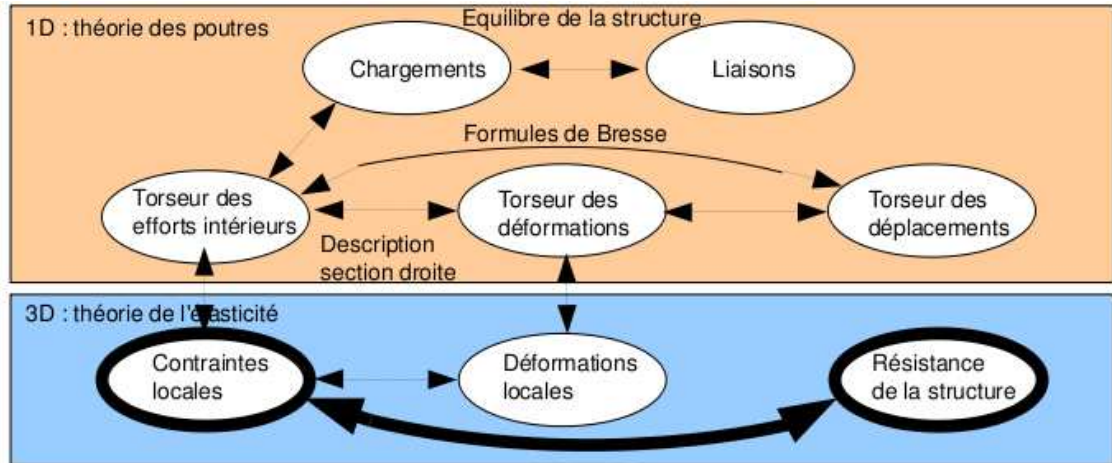 Equilibre de la structure
1D : théorie des poutres
Chargements
Liaisons
Formules de Bresse
Torseur des
efforts intérieurs
Torseur des
déformations
Torseur des
déplacements
Description
section droite
3D : théorie de l'élasticité
Contraintes
locales
Déformations
locales
Résistance
de la structure